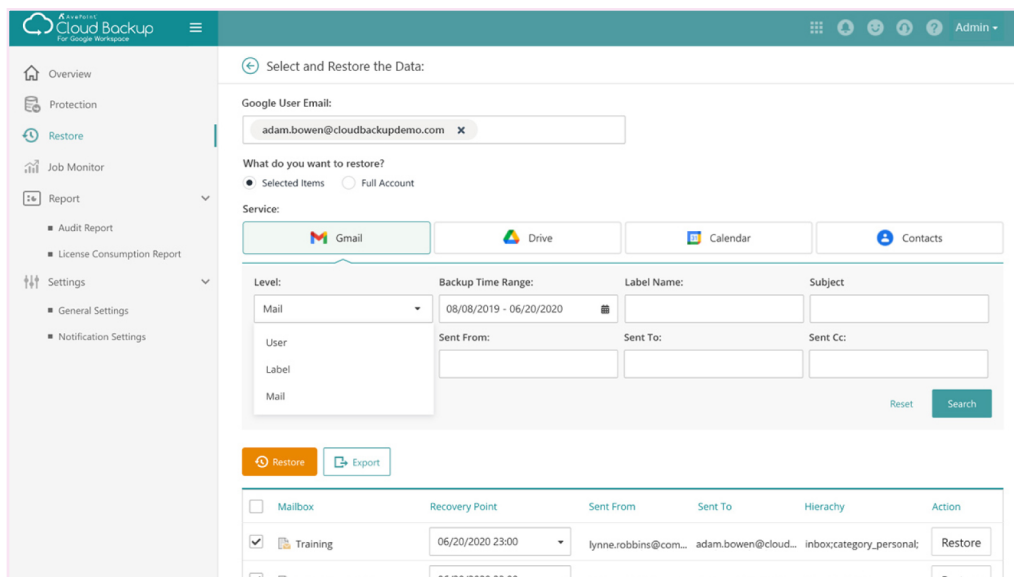 AvePoint
Cloud Backup
For Google Workspace
Admin
Overview
Protection
Restore
Job Monitor
Report
Audit Report
License Consumption Report
Settings
General Settings
Notification Settings
Select and Restore the Data:
Google User Email:
adam.bowen@cloudbackupdemo.com x
What do you want to restore?
Selected Items Full Account
Service:
Gmail Drive Calendar Contacts
Level: Backup Time Range: Label Name: Subject
Mail 08/08/2019 - 06/20/2020
Sent From: Sent To: Sent Cc:
User
Label
Mail
Reset Search
Restore Export
Mailbox Recovery Point Sent From Sent To Hierachy Action
Training 06/20/2020 23:00 lynne.robbins@com... adam.bowen@cloud... inbox;category_personal; Restore